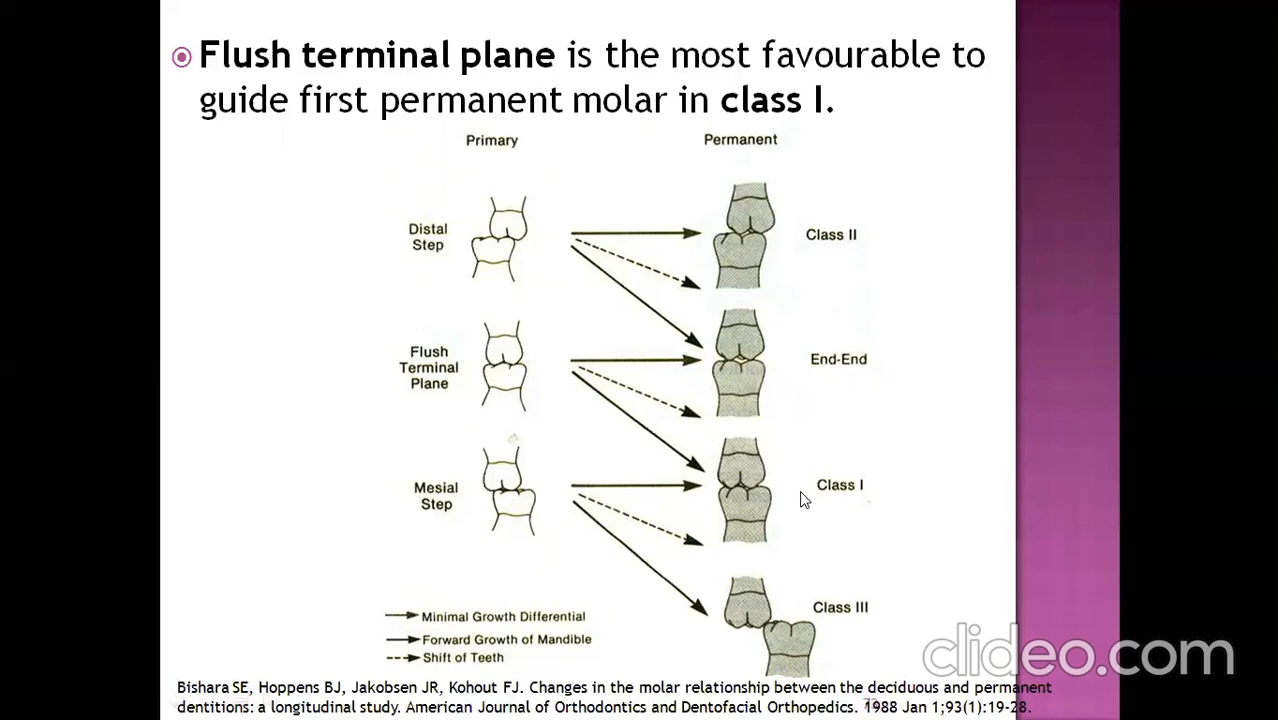 Flush terminal plane is the most favourable to
guide first permanent molar in class I.
Primary
Permanent
Distal
Step
Class II
Flush
Terminal
Plane
End-End
Mesial
Step
Class I
Class III
Minimal Growth Differential
Forward Growth of Mandible
Shift of Teeth
clideo.com
Bishara SE, Hoppens BJ, Jakobsen JR, Kohout FJ. Changes in the molar relationship between the deciduous and permanent
dentitions: a longitudinal study. American Journal of Orthodontics and Dentofacial Orthopedics. 1988 Jan 1;93(1):19-28.